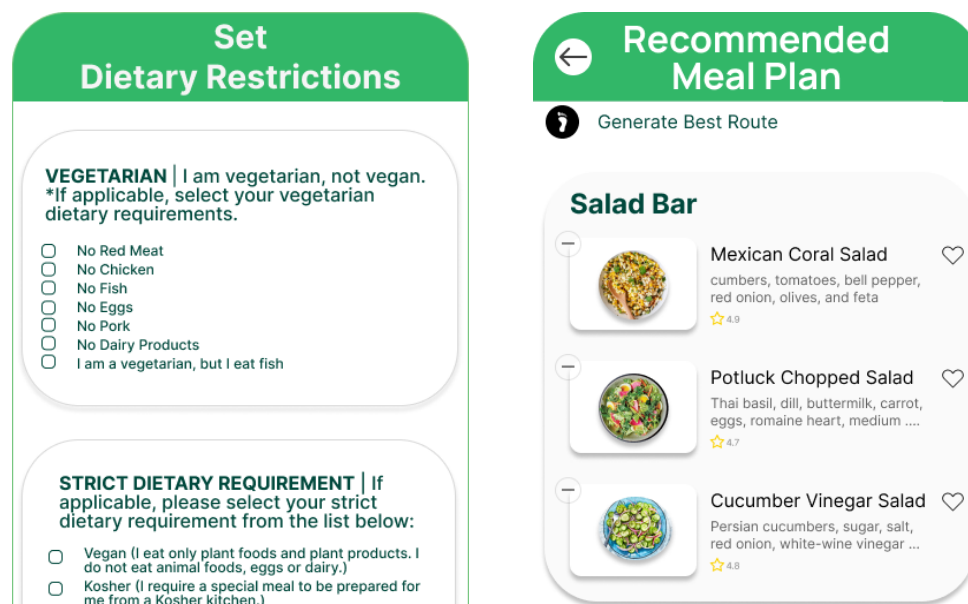 Set
Dietary Restrictions
VEGETARIAN | I am vegetarian, not vegan.
*If applicable, select your vegetarian
dietary requirements.
No Red Meat
No Chicken
No Fish
No Eggs
No Pork
No Dairy Products
I am a vegetarian, but I eat fish
STRICT DIETARY REQUIREMENT | If
applicable, please select your strict
dietary requirement from the list below:
Vegan (I eat only plant foods and plant products. I
do not eat animal foods, eggs or dairy.)
Kosher (I require a special meal to be prepared for
me from a Kosher kitchen.)
Recommended
Meal Plan
Generate Best Route
Salad Bar
Mexican Coral Salad
cumbers, tomatoes, bell pepper,
red onion, olives, and feta
4.9
Potluck Chopped Salad
Thai basil, dill, buttermilk, carrot,
eggs, romaine heart, medium ....
4.7
Cucumber Vinegar Salad
Persian cucumbers, sugar, salt,
red onion, white-wine vinegar ...
4.8